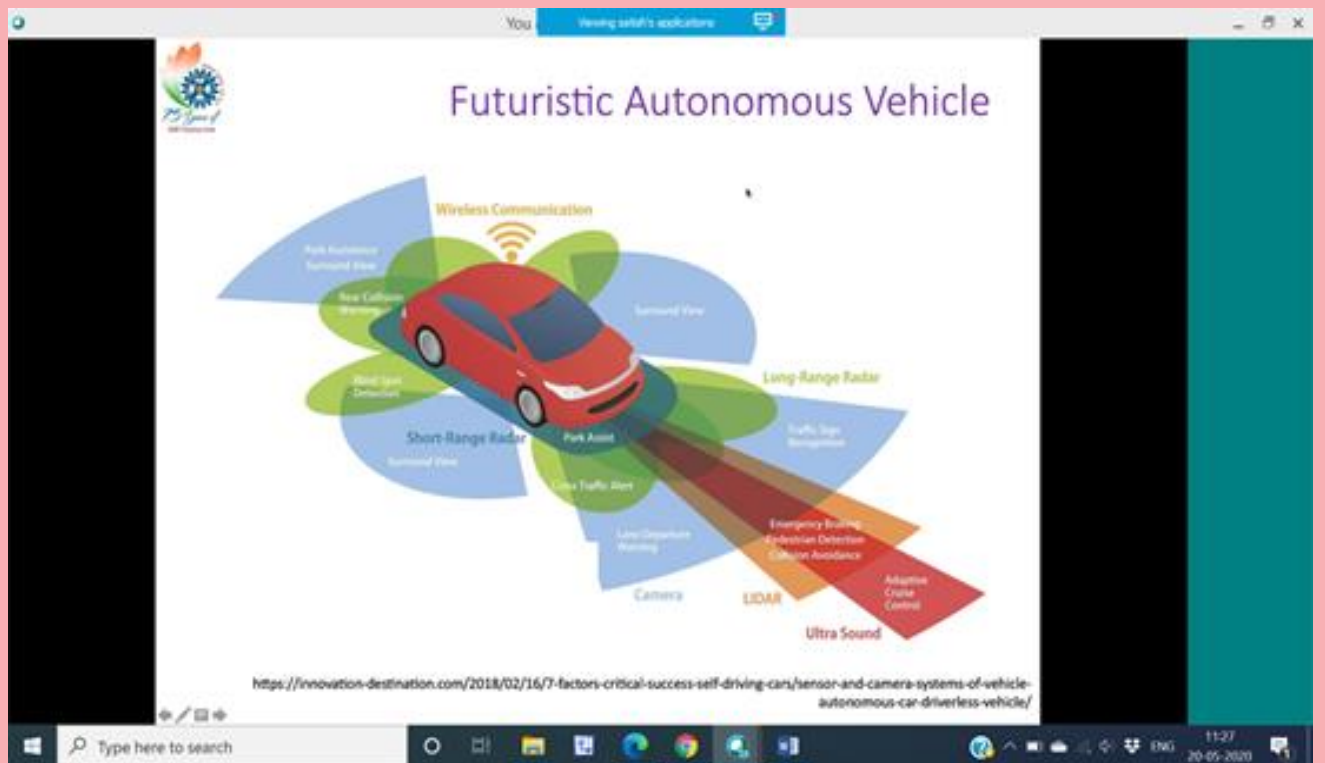 You
Viewing satish's applications
75 Years of
Futuristic Autonomous Vehicle
Wireless Communication
Park Assistance
Surround View
Rear Collision
Warning
Surround View
Blind Spot
Detection
Long-Range Radar
Short-Range Radar
Park Assist
Surround View
Traffic Sign
Recognition
Cross Traffic Alert
Emergency Braking
Pedestrian Detection
Collision Avoidance
Lane Departure
Warning
Camera
LIDAR
Adaptive
Cruise
Control
Ultra Sound
https://innovation-destination.com/2018/02/16/7-factors-critical-success-self-driving-cars/sensor-and-camera-systems-of-vehicle-
autonomous-car-driverless-vehicle/
Type here to search
ENG
11:27
20-05-2020